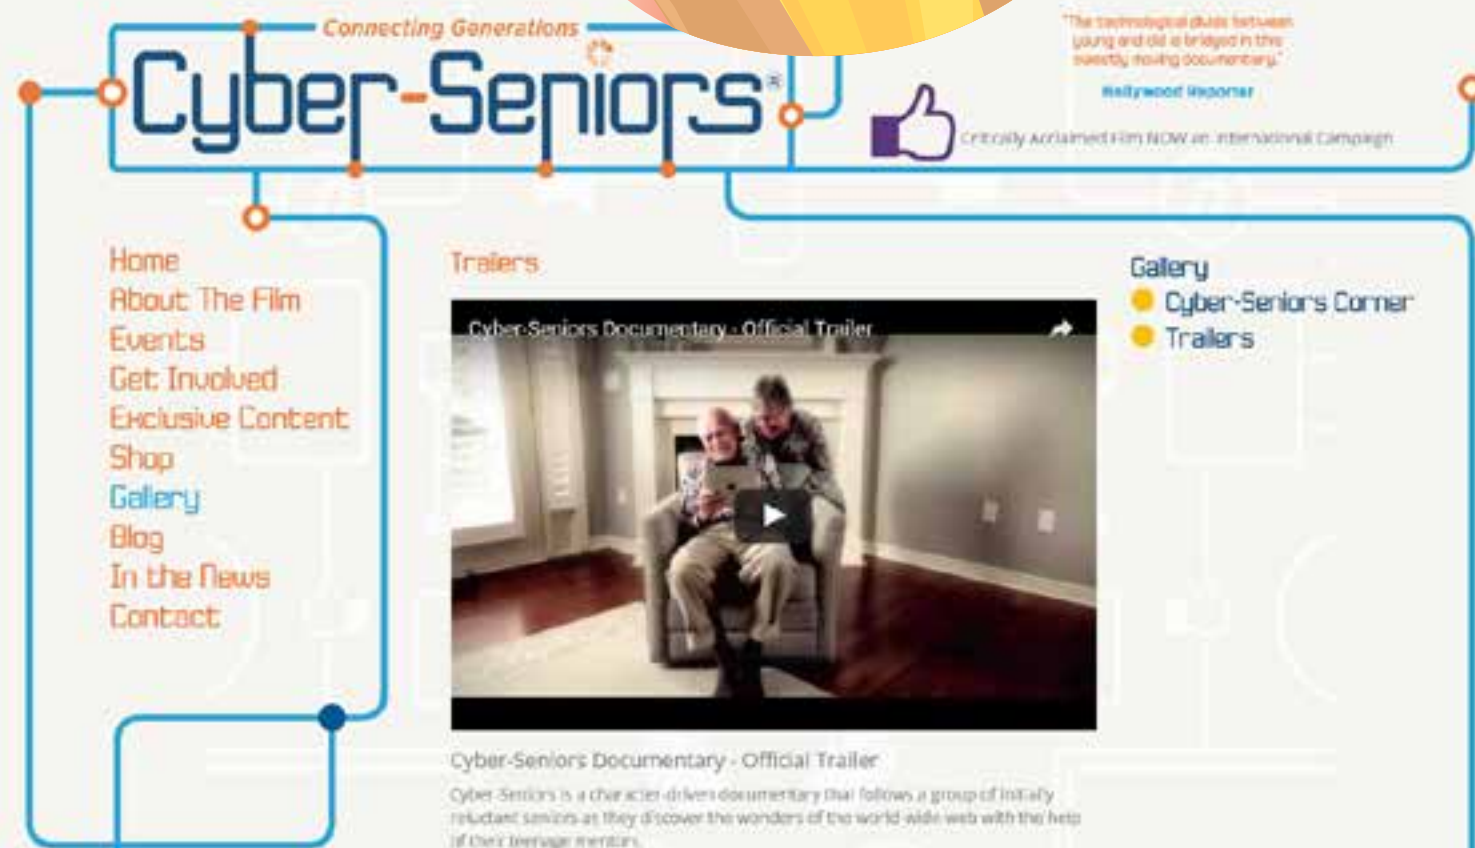 Connecting Generations
Cyber-Seniors®
"The technological divide between
young and old is bridged in this
sweetly moving documentary."
Hollywood Reporter
Critically Acclaimed Film NOW an International Campaign
Home
About The Film
Events
Get Involved
Exclusive Content
Shop
Gallery
Blog
In the News
Contact
Trailers
Cyber-Seniors Documentary - Official Trailer
Cyber-Seniors Documentary - Official Trailer
Cyber-Seniors is a character-driven documentary that follows a group of initially
reluctant seniors as they discover the wonders of the world-wide web with the help
of their teenage mentors.
Gallery
Cyber-Seniors Corner
Trailers